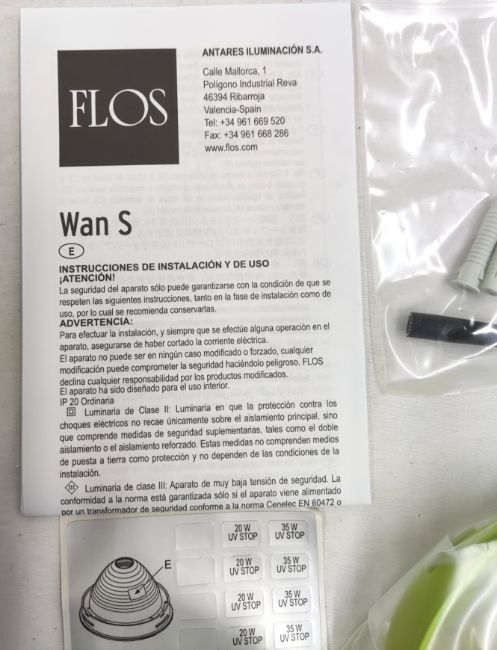 FLOS
ANTARES ILUMINACIÓN S.A.
Calle Mallorca, 1
Polígono Industrial Reva
46394 Ribarroja
Valencia-Spain
Tel: +34 961 669 520
Fax: +34 961 668 286
www.flos.com
Wan S
E
INSTRUCCIONES DE INSTALACIÓN Y DE USO
¡ATENCIÓN!
La seguridad del aparato sólo puede garantizarse con la condición de que se
respeten las siguientes instrucciones, tanto en la fase de instalación como de
uso, por lo cual se recomienda conservarlas.
ADVERTENCIA:
Para efectuar la instalación, y siempre que se efectúe alguna operación en el
aparato, asegurarse de haber cortado la corriente eléctrica.
El aparato no puede ser en ningún caso modificado o forzado, cualquier
modificación puede comprometer la seguridad haciéndolo peligroso. FLOS
declina cualquier responsabilidad por los productos modificados.
El aparato ha sido diseñado para el uso interior.
IP 20 Ordinaria
Luminaria de Clase II: Luminaria en que la protección contra los
choques eléctricos no recae únicamente sobre el aislamiento principal, sino
que comprende medidas de seguridad suplementarias, tales como el doble
aislamiento o el aislamiento reforzado. Estas medidas no comprenden medios
de puesta a tierra como protección y no dependen de las condiciones de la
instalación.
III Luminaria de clase III: Aparato de muy baja tensión de seguridad. La
conformidad a la norma está garantizada sólo si el aparato viene alimentado
por un transformador de seguridad conforme a la norma Cenelec EN 60472 o
E
20 W UV STOP 35 W UV STOP
20 W UV STOP 35 W UV STOP
20 W UV STOP 35 W UV STOP
20 W UV STOP 35 W UV STOP